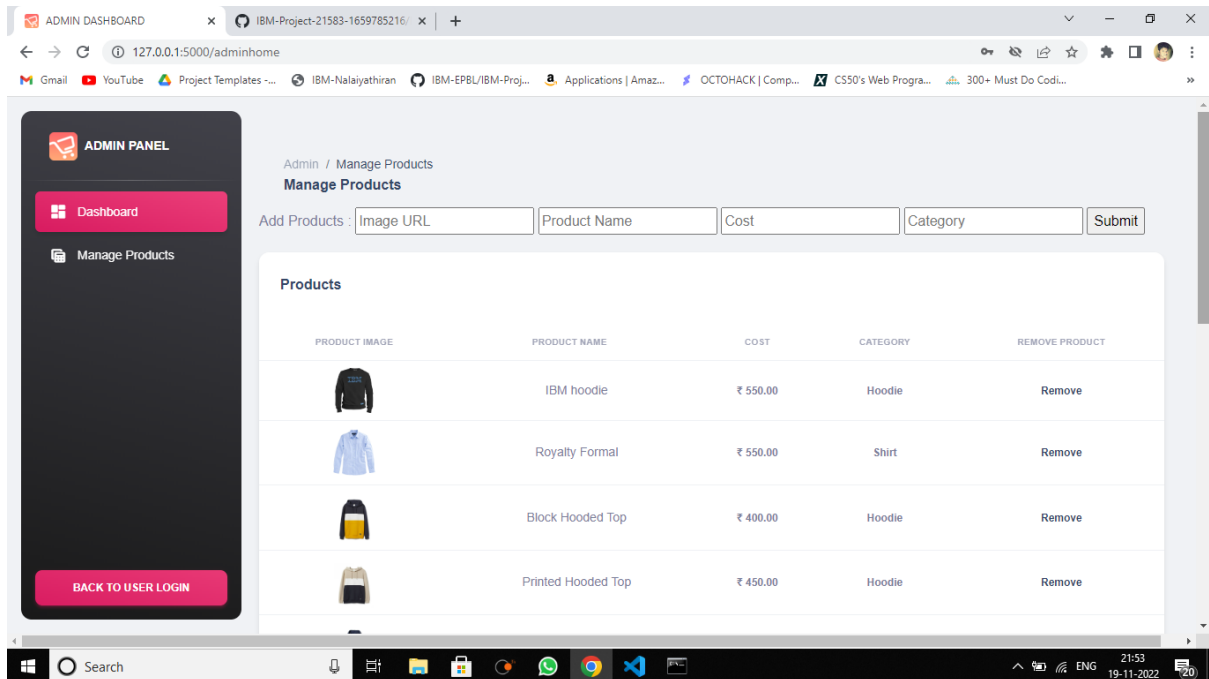 ADMIN DASHBOARD
IBM-Project-21583-1659785216/
127.0.0.1:5000/adminhome
Gmail YouTube Project Templates -... IBM-Nalaiyathiran IBM-EPBL/IBM-Proj... Applications | Amaz... OCTOHACK | Comp... CS50's Web Progra... 300+ Must Do Codi... »
ADMIN PANEL
Dashboard
Manage Products
BACK TO USER LOGIN
Admin / Manage Products
Manage Products
Add Products : Image URL Product Name Cost Category Submit
Products
PRODUCT IMAGE PRODUCT NAME COST CATEGORY REMOVE PRODUCT
IBM hoodie ₹ 550.00 Hoodie Remove
Royalty Formal ₹ 550.00 Shirt Remove
Block Hooded Top ₹ 400.00 Hoodie Remove
Printed Hooded Top ₹ 450.00 Hoodie Remove
Search
ENG
21:53
19-11-2022
20